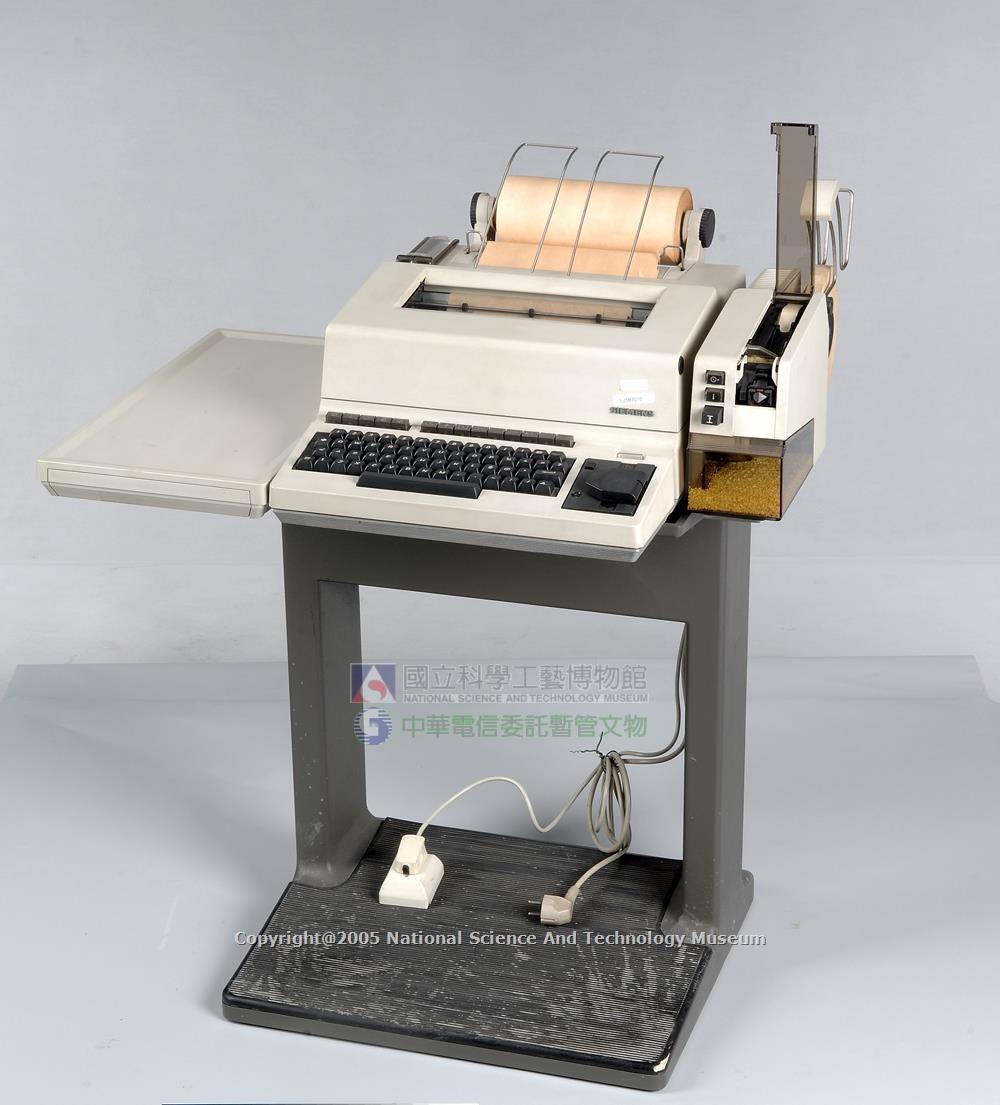 SIEMENS
國立科學工藝博物館
NATIONAL SCIENCE AND TECHNOLOGY MUSEUM
中華電信委託暫管文物
Copyright@2005 National Science And Technology Museum